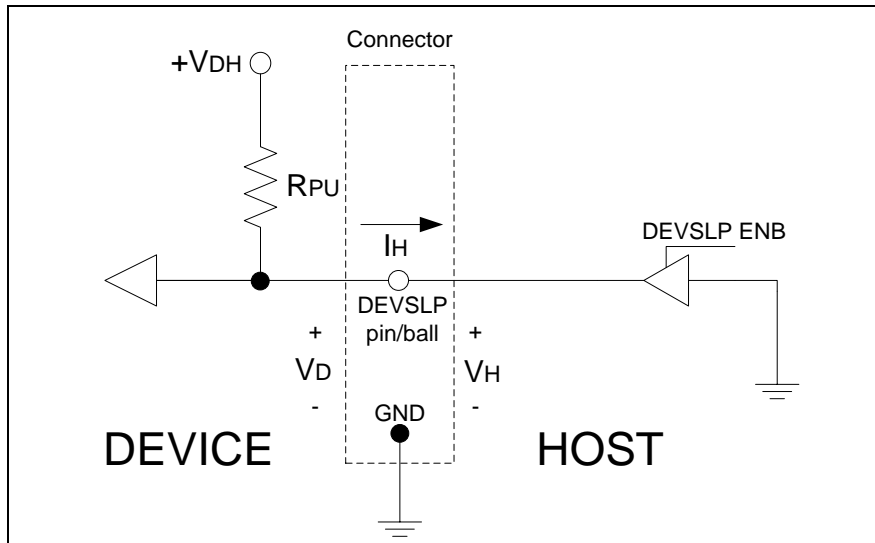 Connector
+VDH
RPU
IH
DEVSLP ENB
DEVSLP
pin/ball
+
VD
-
+
VH
-
GND
DEVICE
HOST